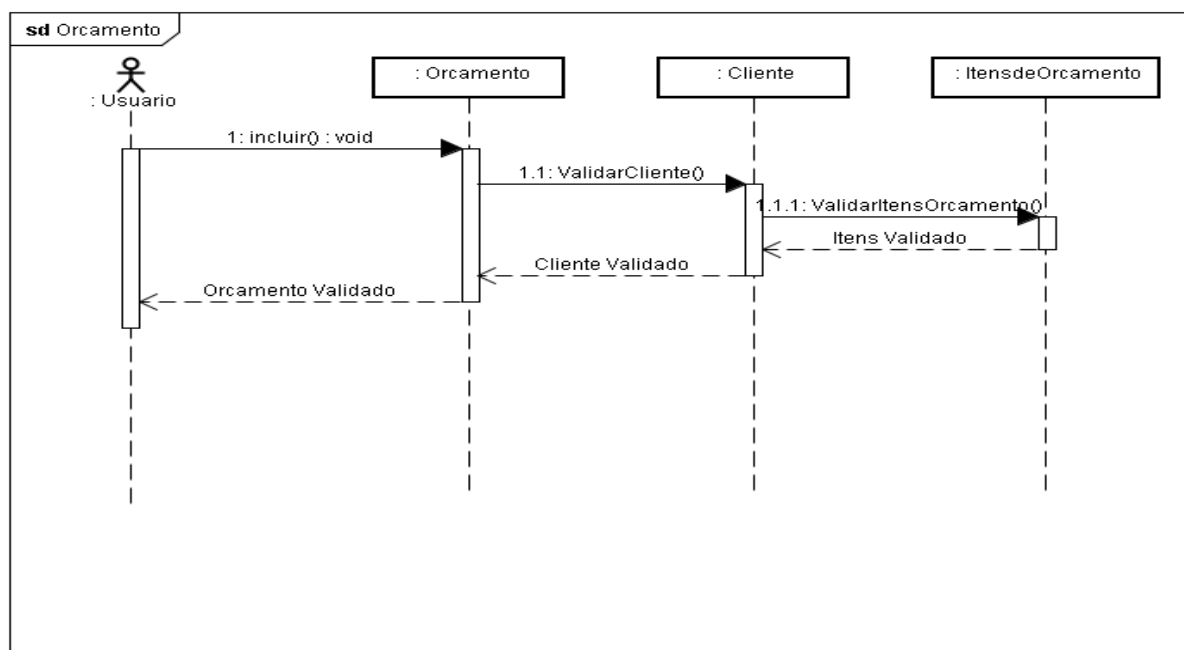 sd Orcamento
: Usuario
: Orcamento
: Cliente
: ItensdeOrcamento
1: incluir() : void
1.1: ValidarCliente()
1.1.1: ValidarItensOrcamento()
Itens Validado
Cliente Validado
Orcamento Validado